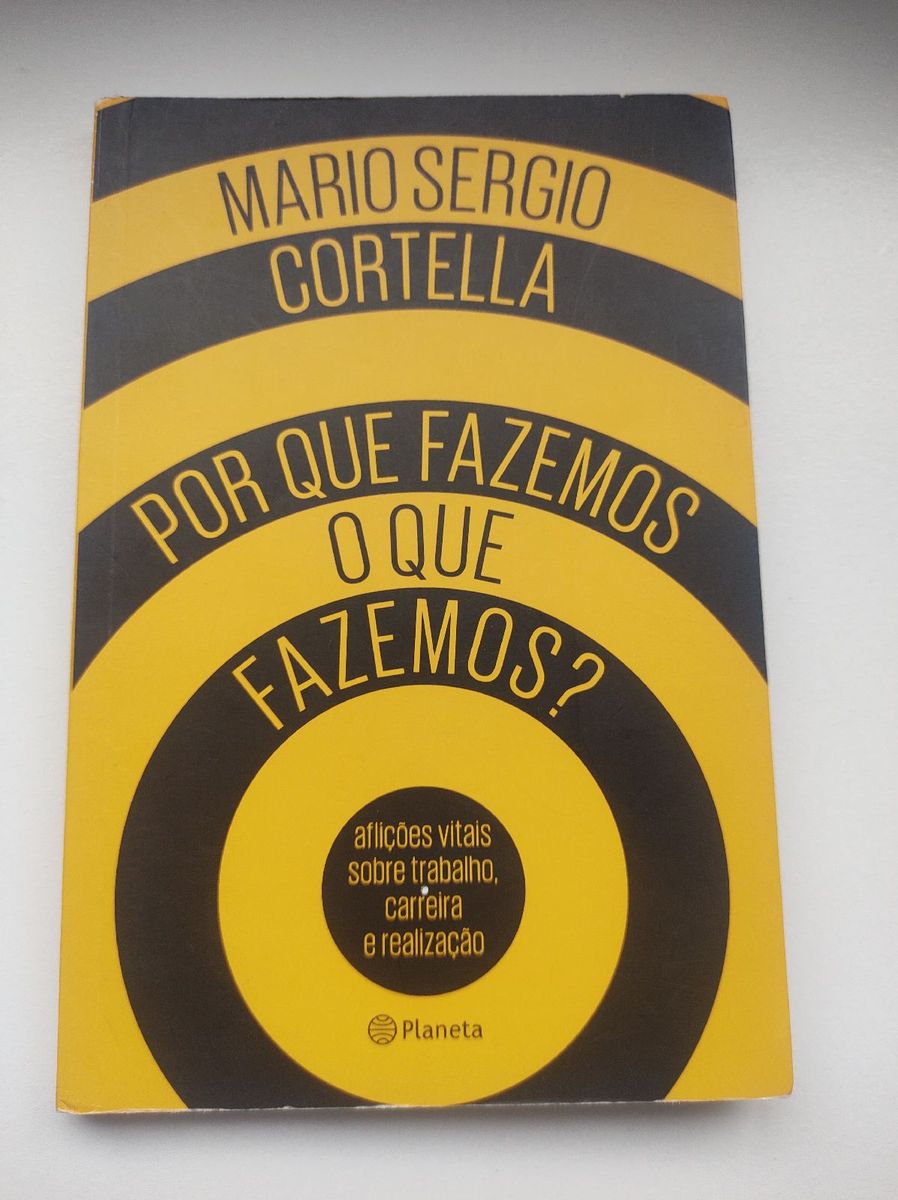 MARIO SERGIO
CORTELLA
POR QUE FAZEMOS
O QUE
FAZEMOS?
aflições vitais
sobre trabalho,
carreira
e realização
Planeta